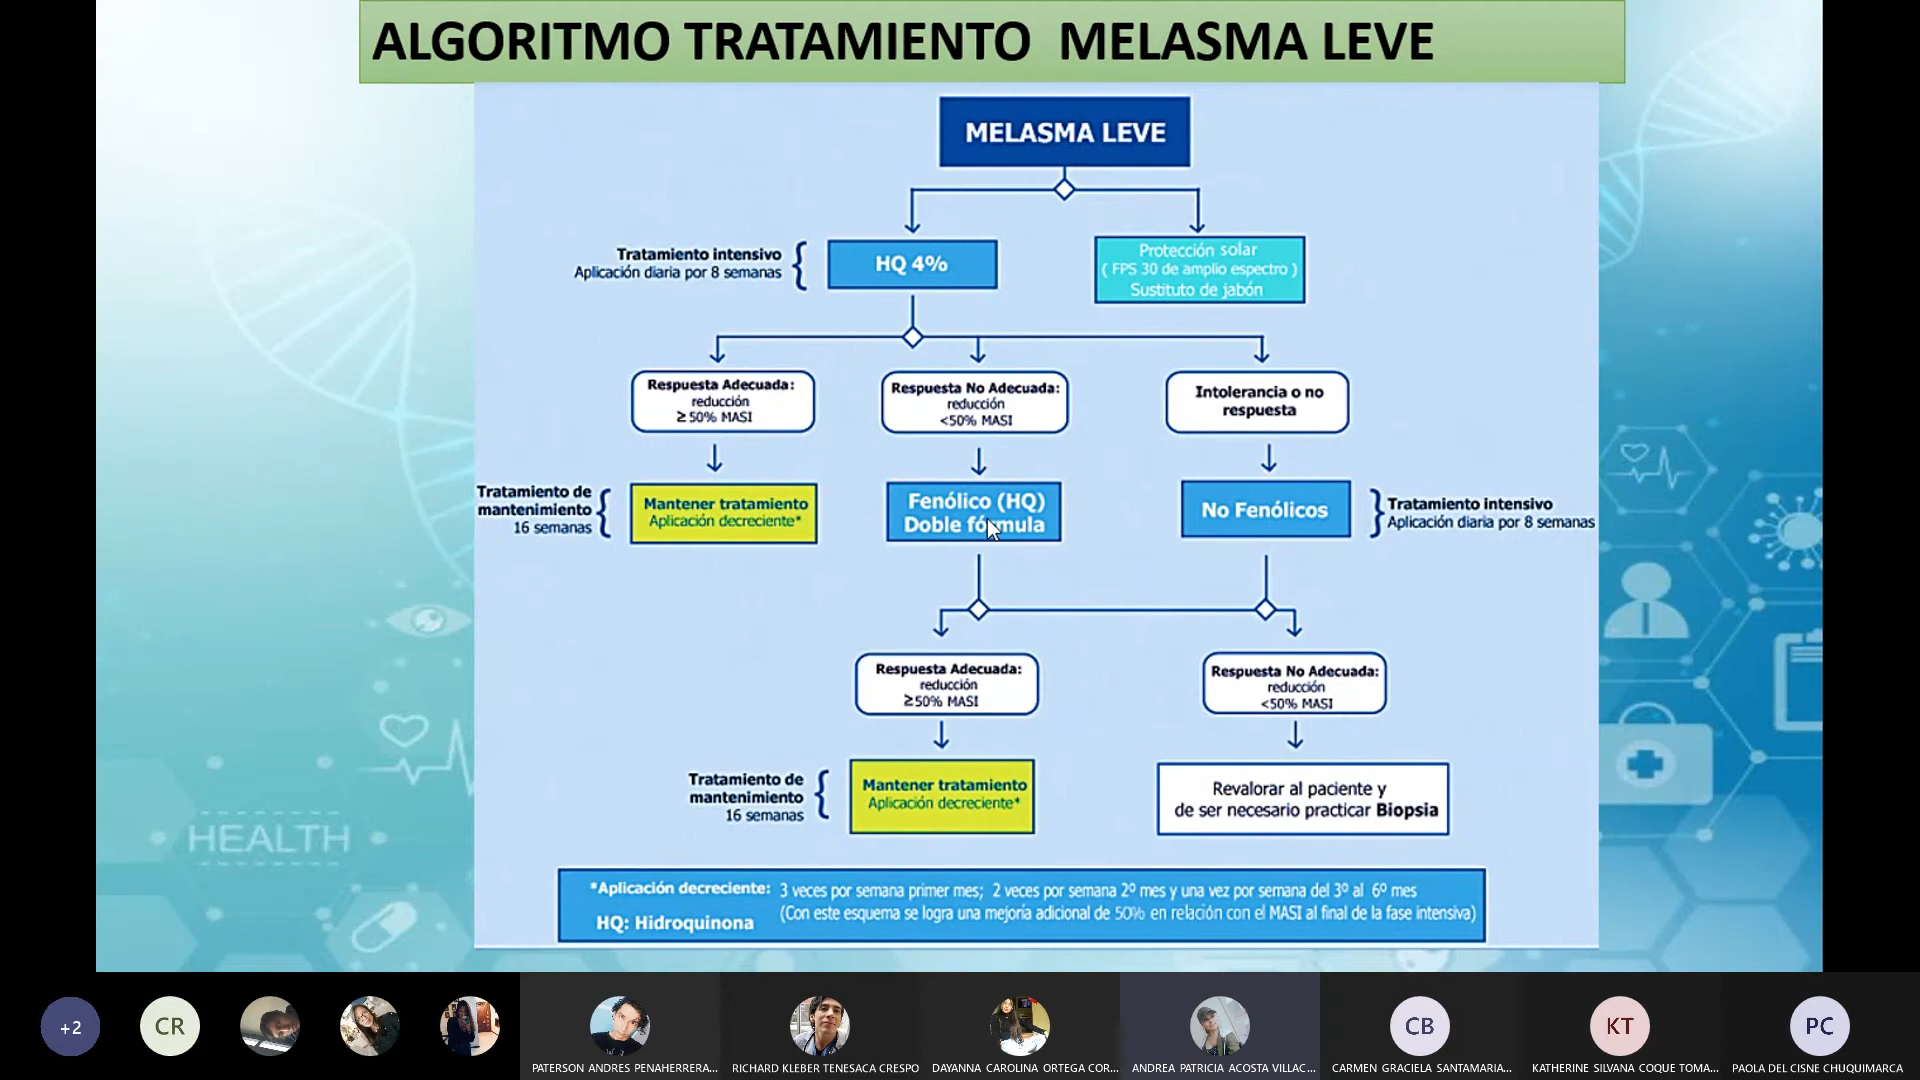 ALGORITMO TRATAMIENTO MELASMA LEVE
MELASMA LEVE
Tratamiento intensivo
Aplicación diaria por 8 semanas
HQ 4%
Protección solar
( FPS 30 de amplio espectro )
Sustituto de jabón
Respuesta Adecuada:
reducción
≥50% MASI
Respuesta No Adecuada:
reducción
<50% MASI
Intolerancia o no
respuesta
Tratamiento de
mantenimiento
16 semanas
Mantener tratamiento
Aplicación decreciente*
Fenólico (HQ)
Doble fórmula
No Fenólicos
Tratamiento intensivo
Aplicación diaria por 8 semanas
Respuesta Adecuada:
reducción
≥50% MASI
Respuesta No Adecuada:
reducción
<50% MASI
Tratamiento de
mantenimiento
16 semanas
Mantener tratamiento
Aplicación decreciente*
Revalorar al paciente y
de ser necesario practicar Biopsia
HEALTH
*Aplicación decreciente: 3 veces por semana primer mes; 2 veces por semana 2º mes y una vez por semana del 3º al 6º mes
(Con este esquema se logra una mejoría adicional de 50% en relación con el MASI al final de la fase intensiva)
HQ: Hidroquinona
+2
CR
CB
KT
PC
PATERSON ANDRES PENAHERRERA...
RICHARD KLEBER TENESACA CRESPO
DAYANNA CAROLINA ORTEGA COR...
ANDREA PATRICIA ACOSTA VILLAC...
CARMEN GRACIELA SANTAMARIA...
KATHERINE SILVANA COQUE TOMA...
PAOLA DEL CISNE CHUQUIMARCA